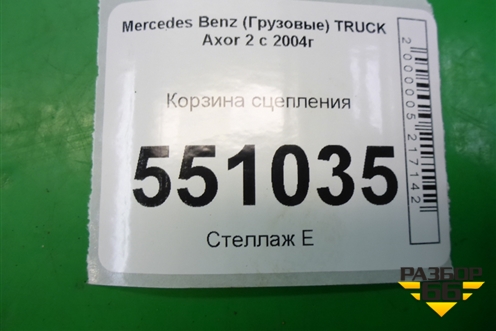 Mercedes Benz (Грузовые) TRUCK
Axor 2 с 2004г
Корзина сцепления
551035
Стеллаж Е
2000005217142
РАЗБОР
66